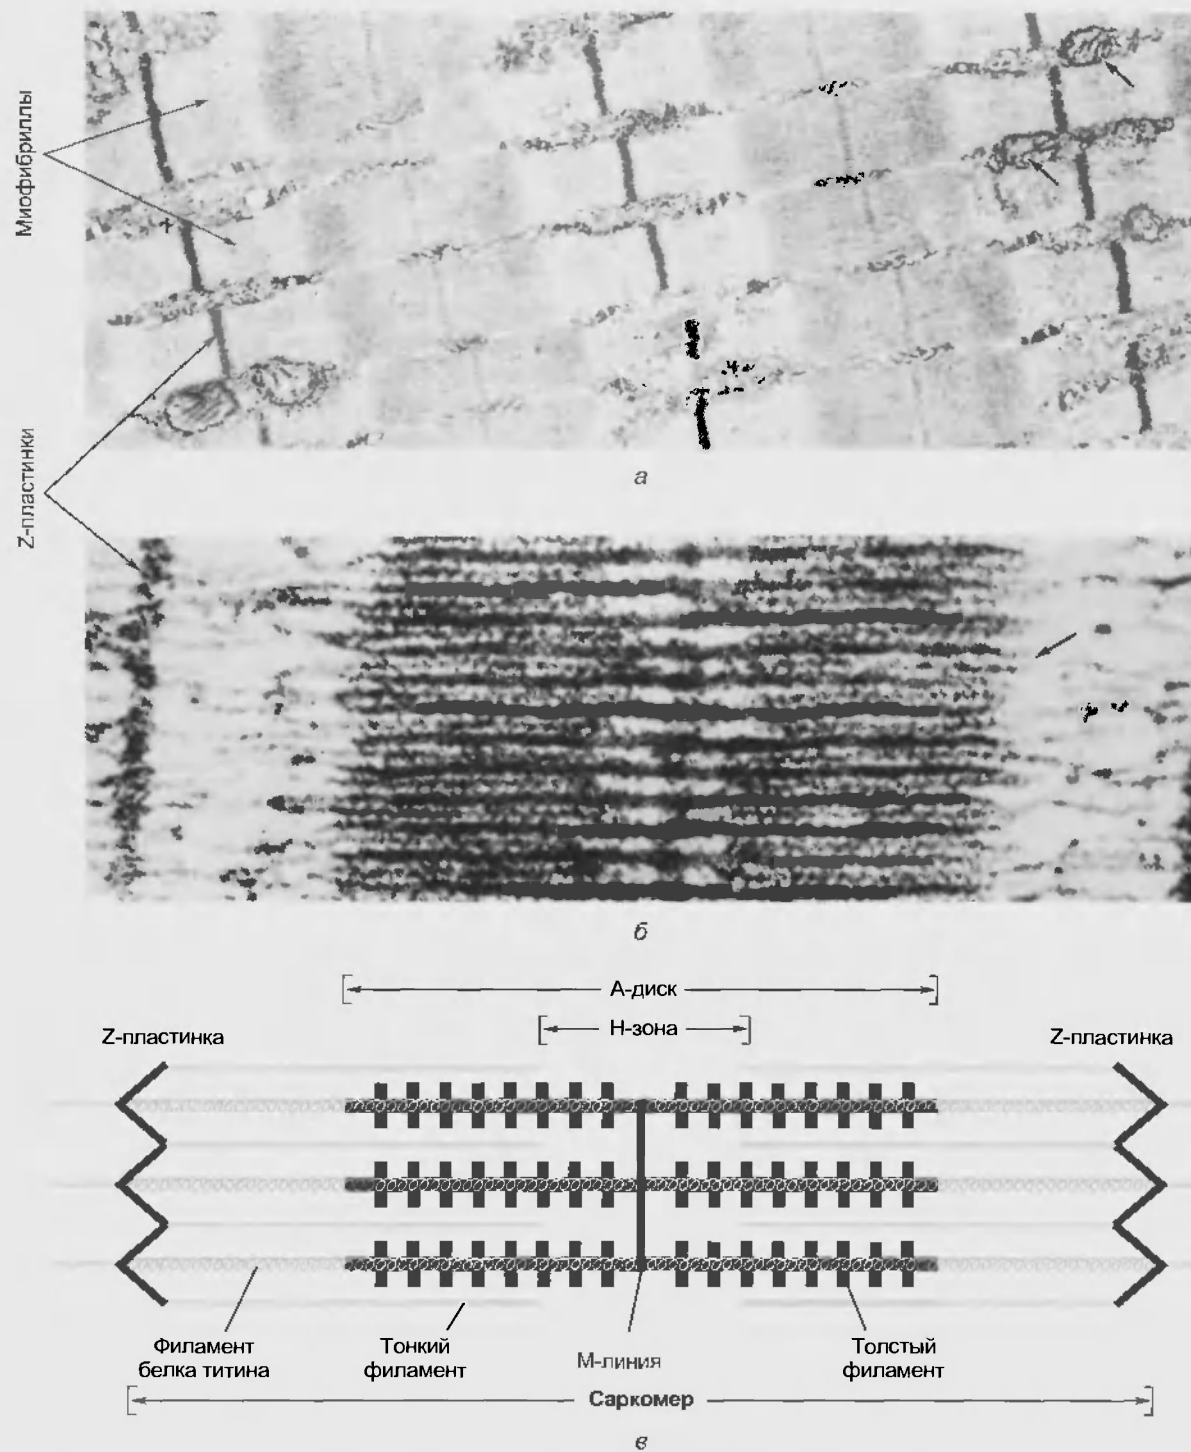 Миофибриллы
Z-пластинки
а
б
А-диск
Н-зона
Z-пластинка
Z-пластинка
Филамент
белка титина
Тонкий
филамент
М-линия
Толстый
филамент
Саркомер
в